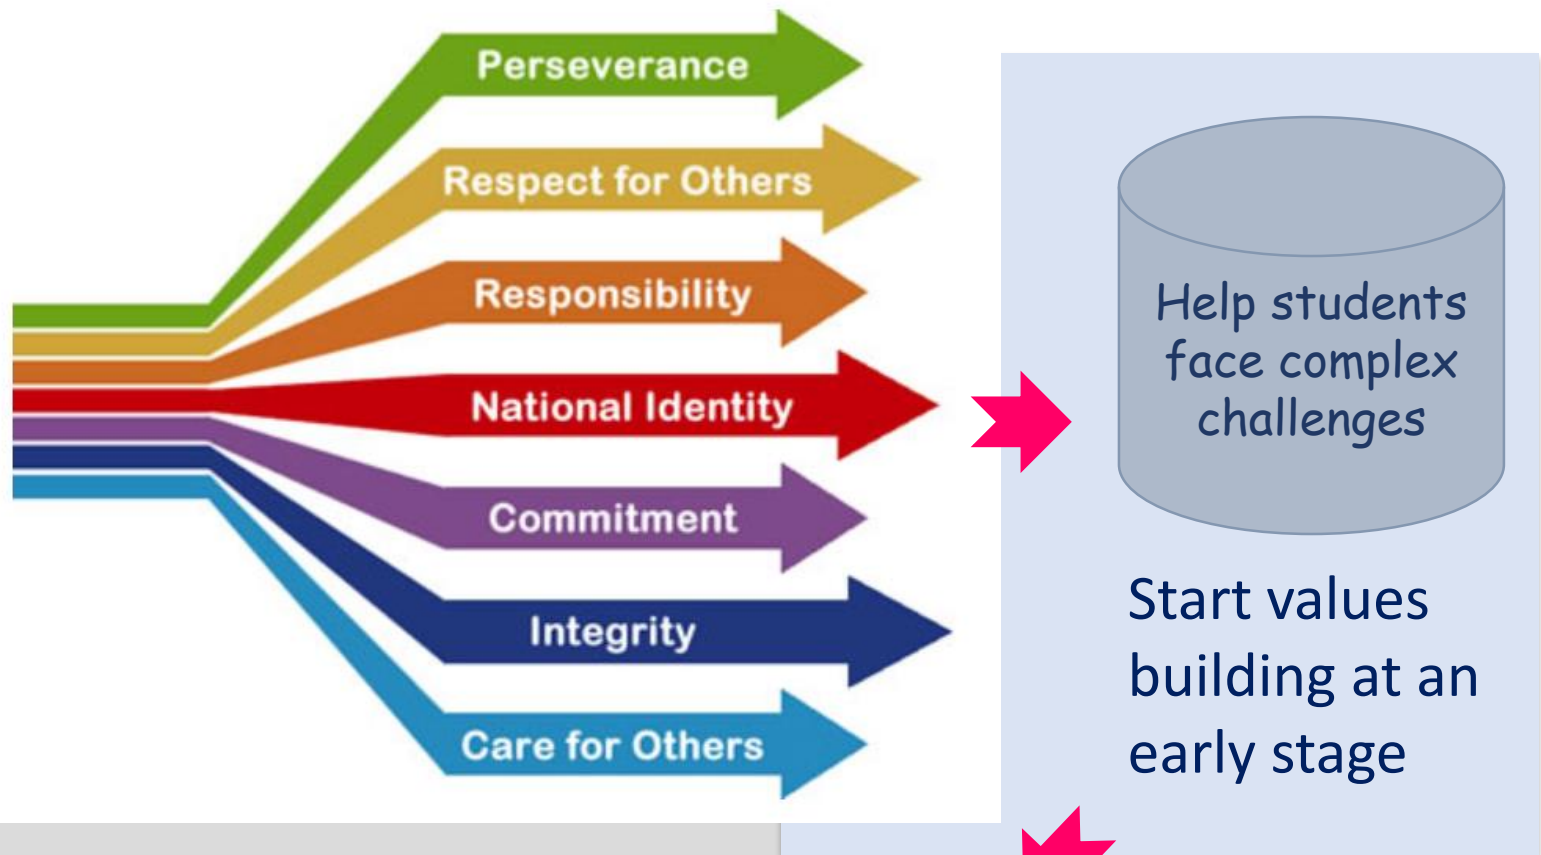 Perseverance
Respect for Others
Responsibility
National Identity
Commitment
Integrity
Care for Others
Help students
face complex
challenges
Start values
building at an
early stage